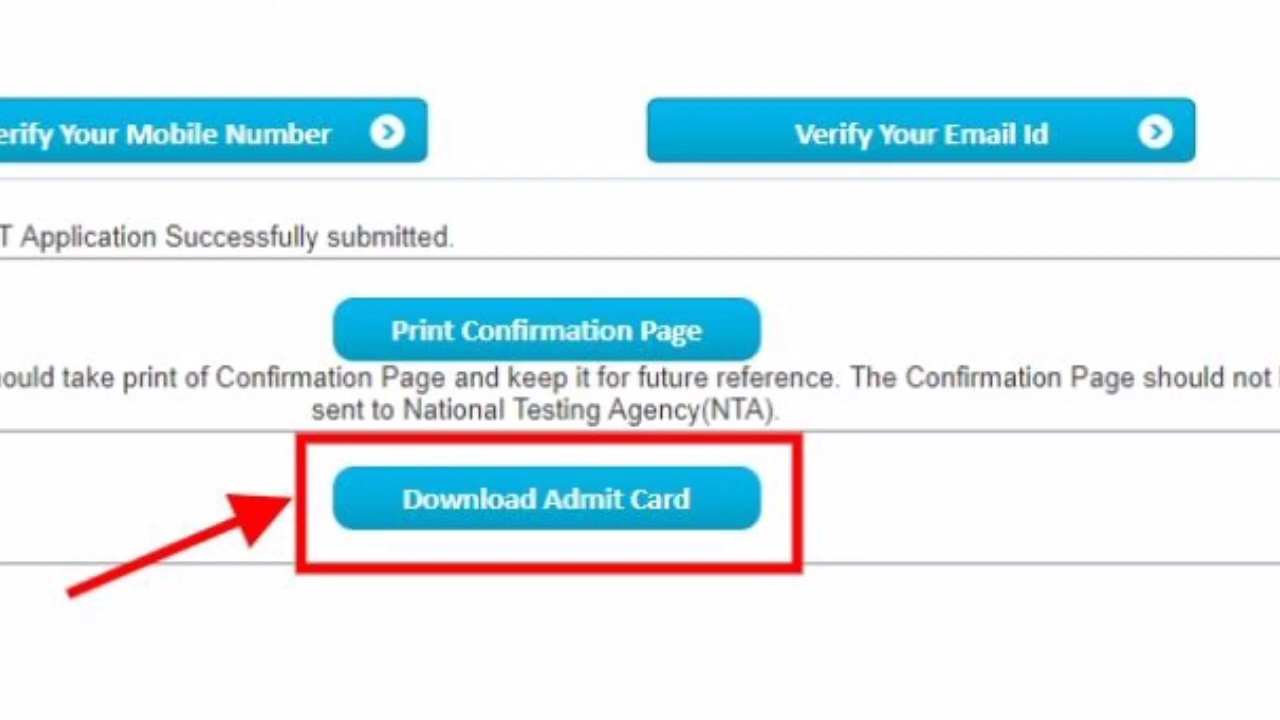 erify Your Mobile Number
Verify Your Email Id
T Application Successfully submitted.
Print Confirmation Page
ould take print of Confirmation Page and keep it for future reference. The Confirmation Page should not
sent to National Testing Agency(NTA).
Download Admit Card